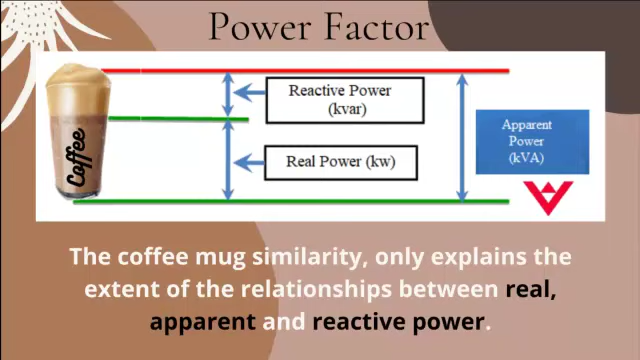 Power Factor
Reactive Power
(kvar)
Real Power (kw)
Apparent
Power
(kVA)
Coffee
The coffee mug similarity, only explains the
extent of the relationships between real,
apparent and reactive power.